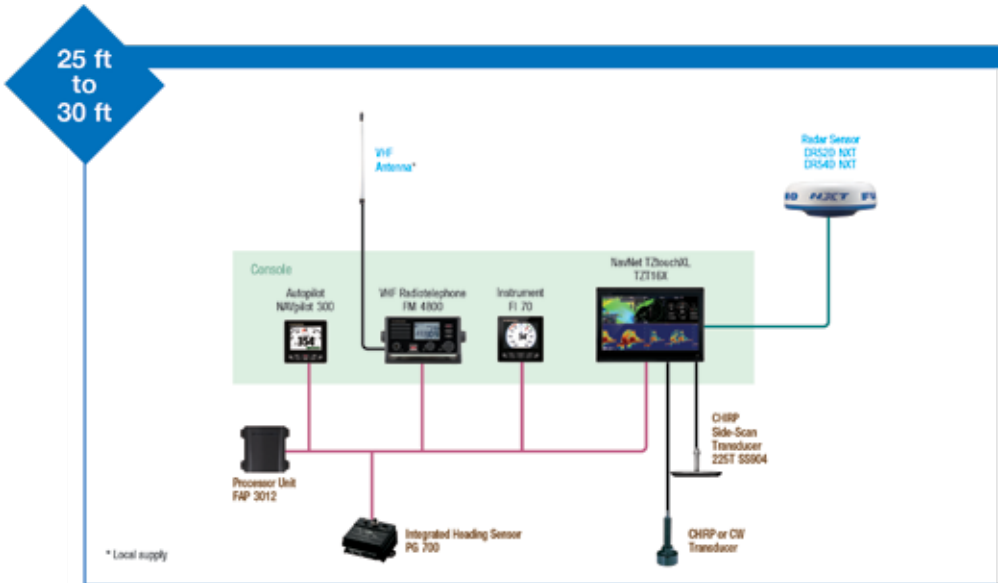 25 ft
to
30 ft
VHF
Antenna*
Radar Sensor
DRS2D NXT
DRS4D NXT
NXT
Console
NavNet TZtouchXL
TZT16X
Autopilot
NAVpilot 300
VHF Radiotelephone
FM 4800
Instrument
FI 70
354
CHIRP
Side-Scan
Transducer
225T SS904
Processor Unit
FAP 3012
Integrated Heading Sensor
PG 700
CHIRP or CW
Transducer
* Local supply